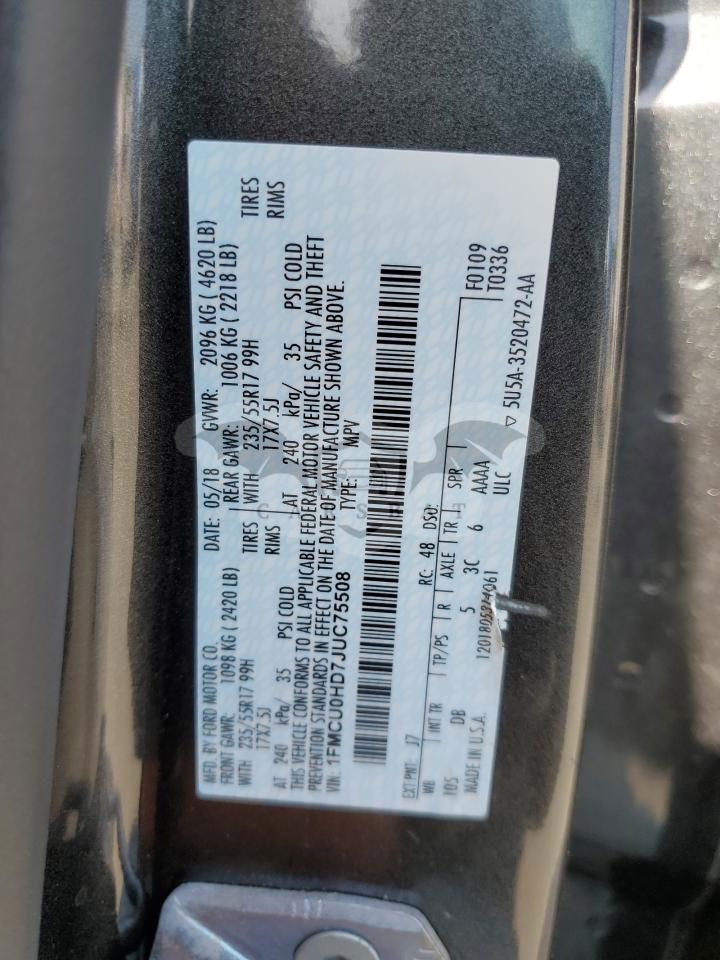 MFD. BY FORD MOTOR CO.
DATE: 05/18 GVWR: 2096 KG ( 4620 LB)
FRONT GAWR: 1098 KG ( 2420 LB) REAR GAWR: 1006 KG ( 2218 LB)
WITH 235/55R17 99H TIRES WITH 235/55R17 99H TIRES
17X7.5J RIMS 17X7.5J RIMS
AT 240 kPa/ 35 PSI COLD AT 240 kPa/ 35 PSI COLD
THIS VEHICLE CONFORMS TO ALL APPLICABLE FEDERAL MOTOR VEHICLE SAFETY AND THEFT
PREVENTION STANDARDS IN EFFECT ON THE DATE OF MANUFACTURE SHOWN ABOVE.
VIN: 1FMCU0HD7JUC75508 TYPE: MPV
EXT PNT: J7 RC: 48 DSO: F0109
WB INT TR TP/PS R AXLE TR SPR T0336
105 DB 5 3C 6 AAAA
MADE IN U.S.A. ULC ▽ 5U5A-3520472-AA